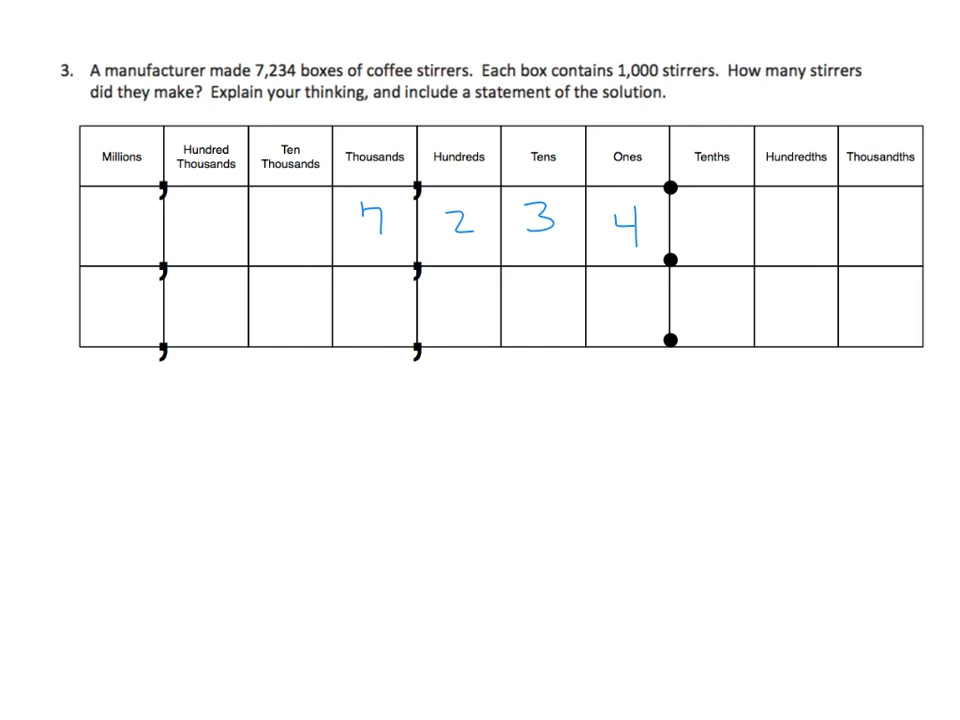 3. A manufacturer made 7,234 boxes of coffee stirrers. Each box contains 1,000 stirrers. How many stirrers
did they make? Explain your thinking, and include a statement of the solution.
Millions Hundred Thousands Ten Thousands Thousands Hundreds Tens Ones Tenths Hundredths Thousandths
, 7 , 2 3 4 .